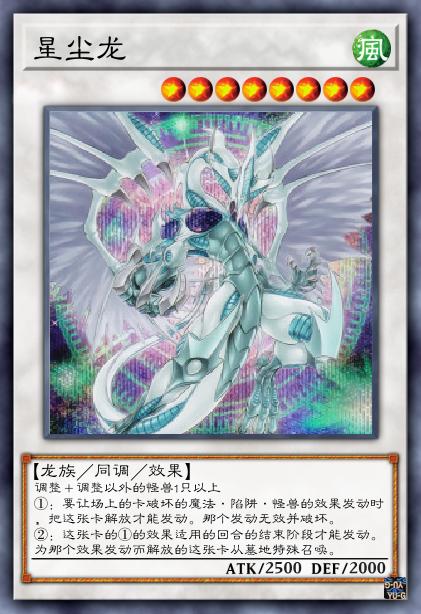 星尘龙
風
【龙族／同调／效果】
调整＋调整以外的怪兽1只以上
①：要让场上的卡破坏的魔法·陷阱·怪兽的效果发动时
，把这张卡解放才能发动。那个发动无效并破坏。
②：这张卡的①的效果适用的回合的结束阶段才能发动。
为那个效果发动而解放的这张卡从墓地特殊召唤。
ATK/2500 DEF/2000